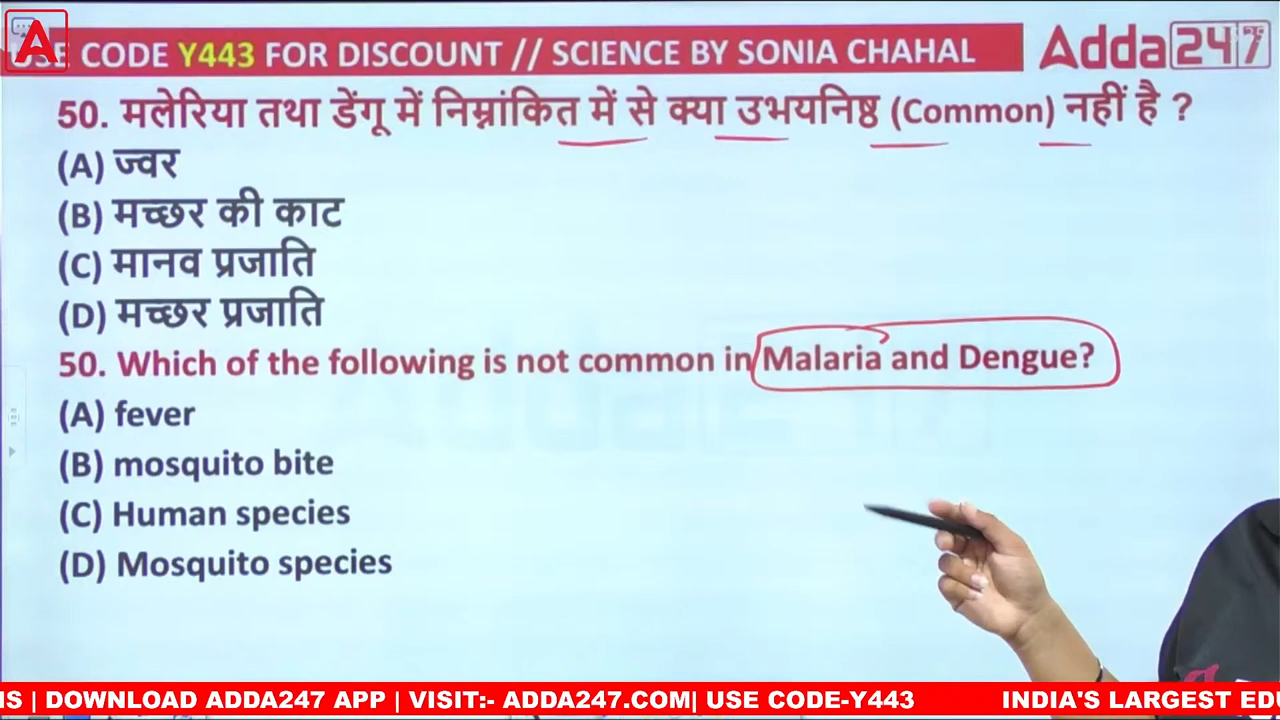 USE CODE Y443 FOR DISCOUNT // SCIENCE BY SONIA CHAHAL
Adda247
50. मलेरिया तथा डेंगू में निम्नांकित में से क्या उभयनिष्ठ (Common) नहीं है ?
(A) ज्वर
(B) मच्छर की काट
(C) मानव प्रजाति
(D) मच्छर प्रजाति
50. Which of the following is not common in Malaria and Dengue?
(A) fever
(B) mosquito bite
(C) Human species
(D) Mosquito species
| DOWNLOAD ADDA247 APP | VISIT:- ADDA247.COM| USE CODE-Y443 INDIA'S LARGEST